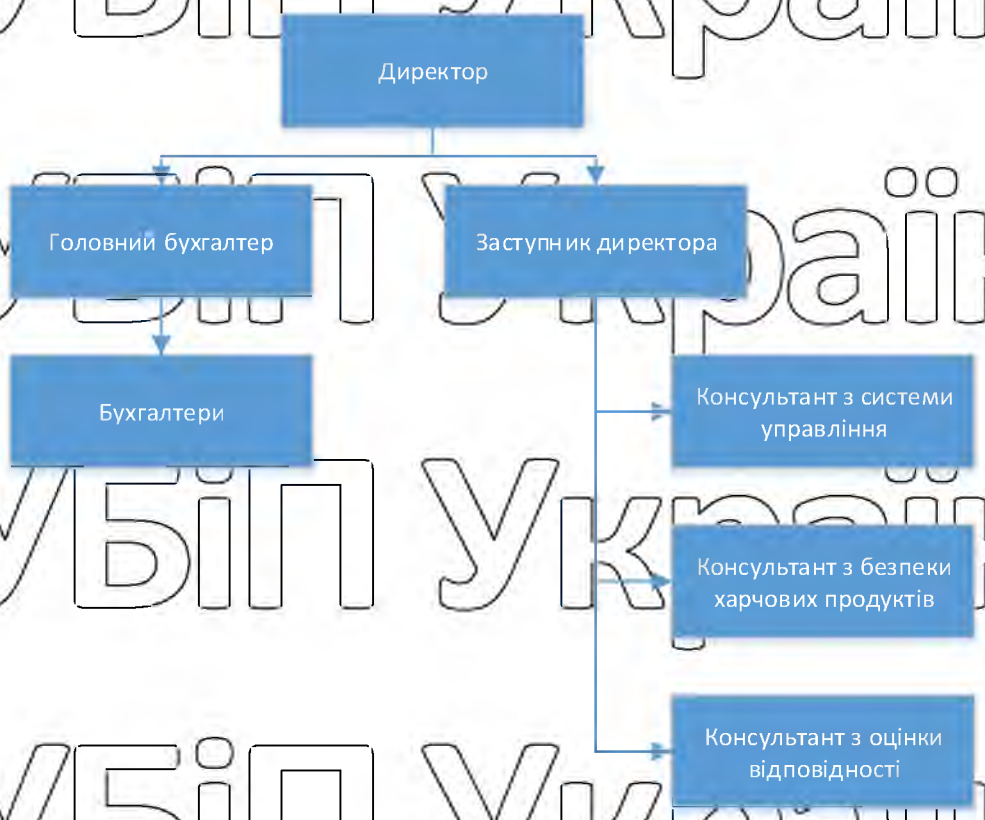 Директор
Головний бухгалтер
Заступник директора
Бухгалтери
Консультант з системи
управління
Консультант з безпеки
харчових продуктів
Консультант з оцінки
відповідності